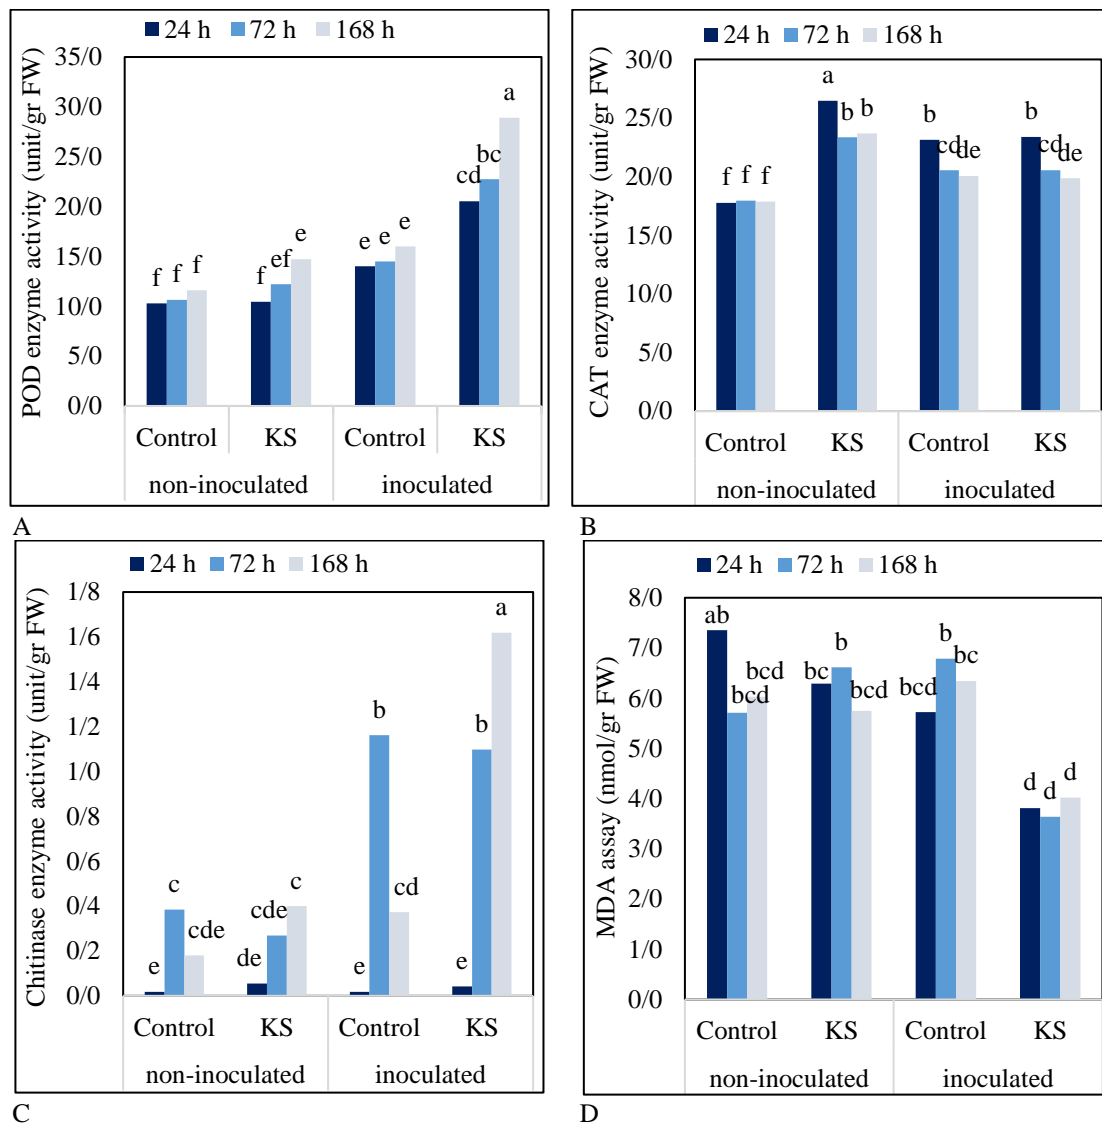 24 h 72 h 168 h
POD enzyme activity (unit/gr FW)
35/0
30/0
25/0
20/0
15/0
10/0
5/0
0/0
f f f f ef e e e e cd bc a
Control KS Control KS
non-inoculated inoculated
A
24 h 72 h 168 h
CAT enzyme activity (unit/gr FW)
30/0
25/0
20/0
15/0
10/0
5/0
0/0
f f f a b b b cd de b cd de
Control KS Control KS
non-inoculated inoculated
B
24 h 72 h 168 h
Chitinase enzyme activity (unit/gr FW)
1/8
1/6
1/4
1/2
1/0
0/8
0/6
0/4
0/2
0/0
e c cde de cde c e b cd e b a
Control KS Control KS
non-inoculated inoculated
C
24 h 72 h 168 h
MDA assay (nmol/gr FW)
8/0
7/0
6/0
5/0
4/0
3/0
2/0
1/0
0/0
ab bcd bcd bc b bcd bcd b bc d d d
Control KS Control KS
non-inoculated inoculated
D